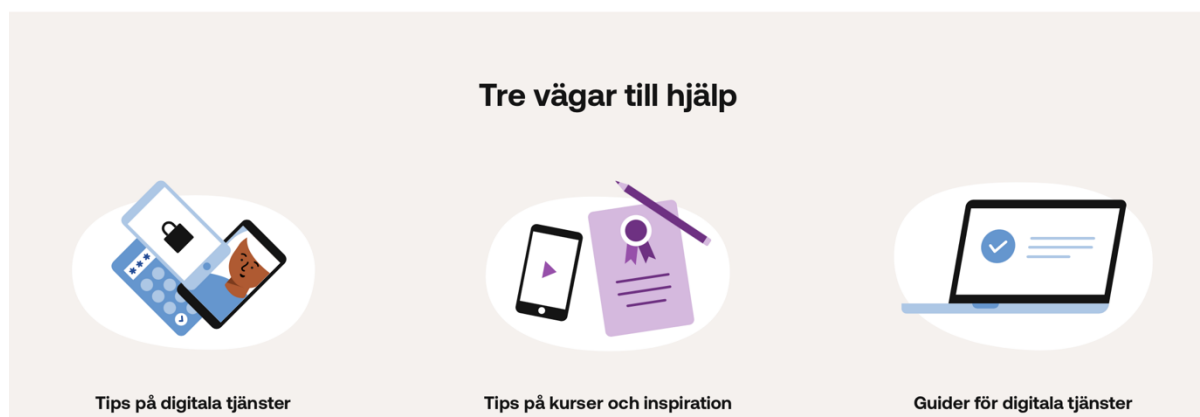 Tre vägar till hjälp
***
Tips på digitala tjänster
Tips på kurser och inspiration
Guider för digitala tjänster